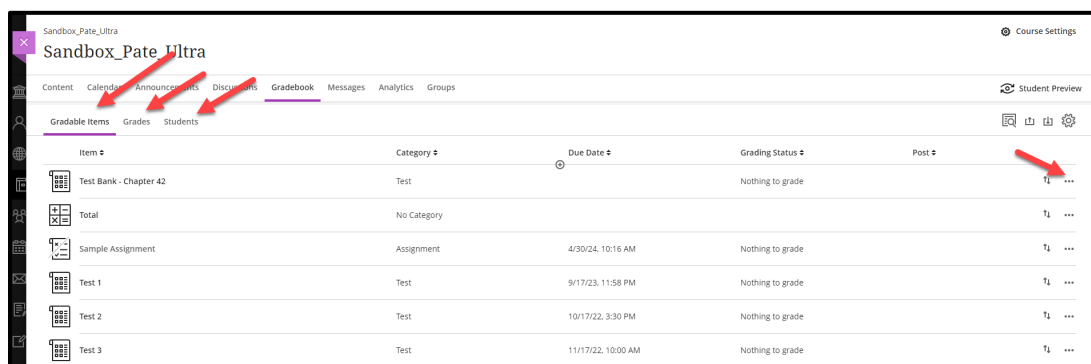 Sandbox_Pate_Ultra
Course Settings
Sandbox_Pate_Ultra
Content Calendar Announcements Discussions Gradebook Messages Analytics Groups
Student Preview
Gradable Items Grades Students
Item Category Due Date Grading Status Post
Test Bank - Chapter 42 Test Nothing to grade
Total No Category
Sample Assignment Assignment 4/30/24, 10:16 AM Nothing to grade
Test 1 Test 9/17/23, 11:58 PM Nothing to grade
Test 2 Test 10/17/22, 3:30 PM Nothing to grade
Test 3 Test 11/17/22, 10:00 AM Nothing to grade